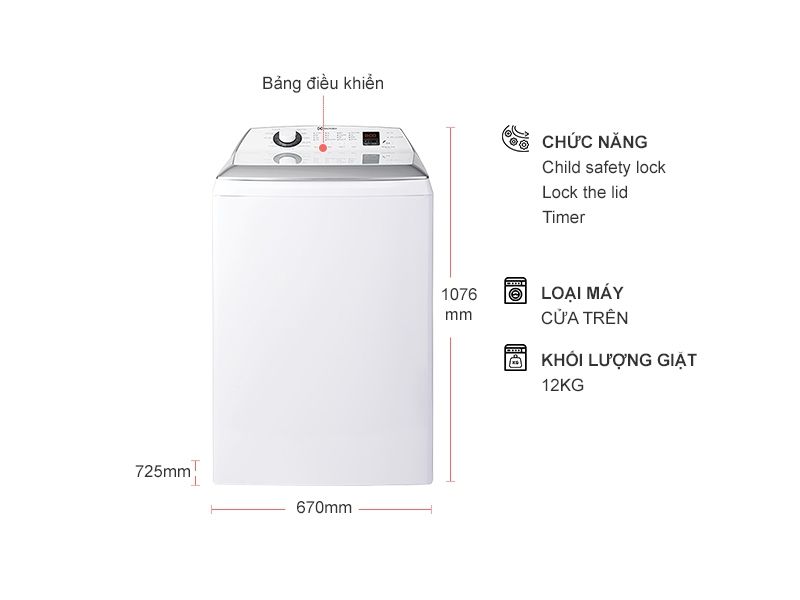 Bảng điều khiển
CHỨC NĂNG
Child safety lock
Lock the lid
Timer
1076
mm
LOẠI MÁY
CỬA TRÊN
KHỐI LƯỢNG GIẶT
12KG
725mm
670mm